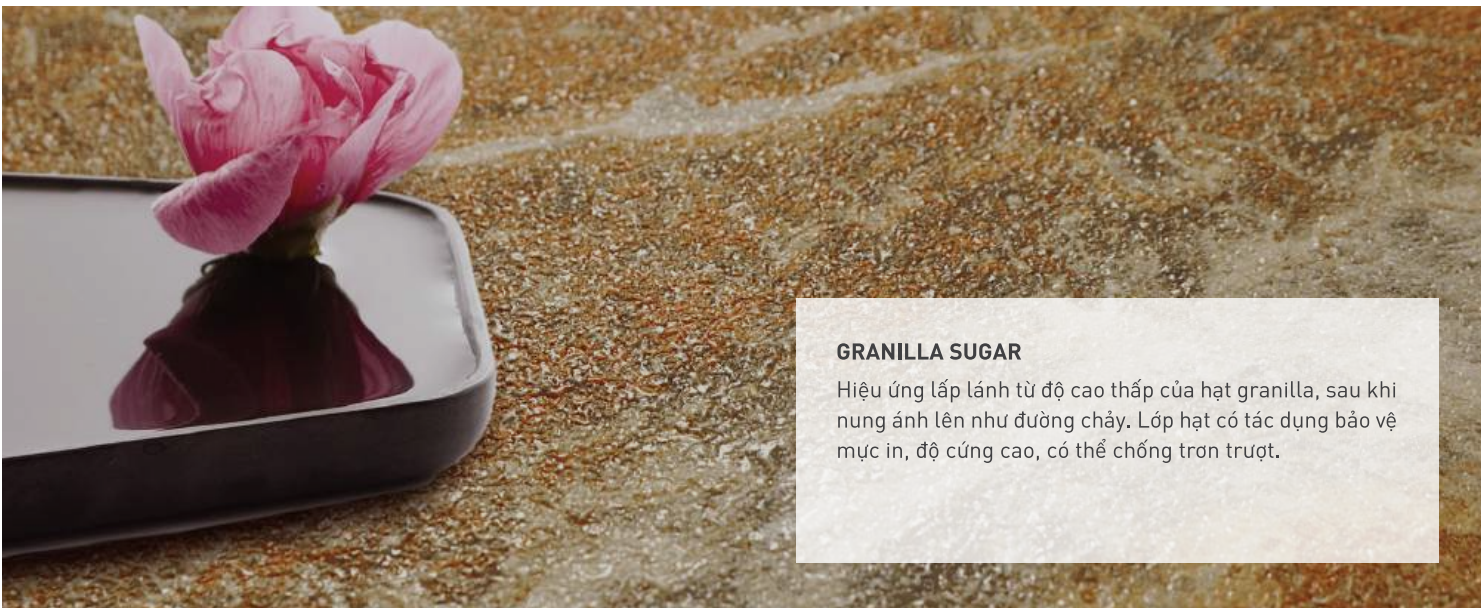 GRANILLA SUGAR
Hiệu ứng lấp lánh từ độ cao thấp của hạt granilla, sau khi
nung ánh lên như đường chảy. Lớp hạt có tác dụng bảo vệ
mực in, độ cứng cao, có thể chống trơn trượt.